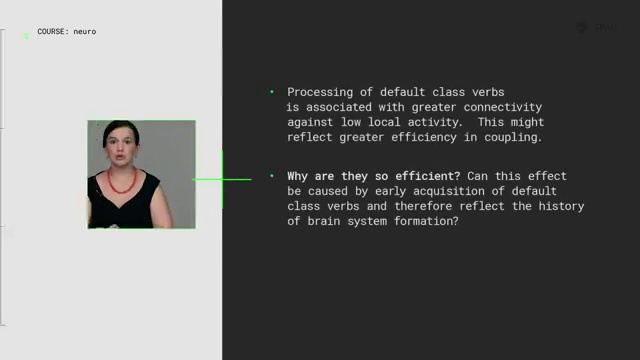 COURSE: neuro
• Processing of default class verbs
is associated with greater connectivity
against low local activity. This might
reflect greater efficiency in coupling.
• Why are they so efficient? Can this effect
be caused by early acquisition of default
class verbs and therefore reflect the history
of brain system formation?